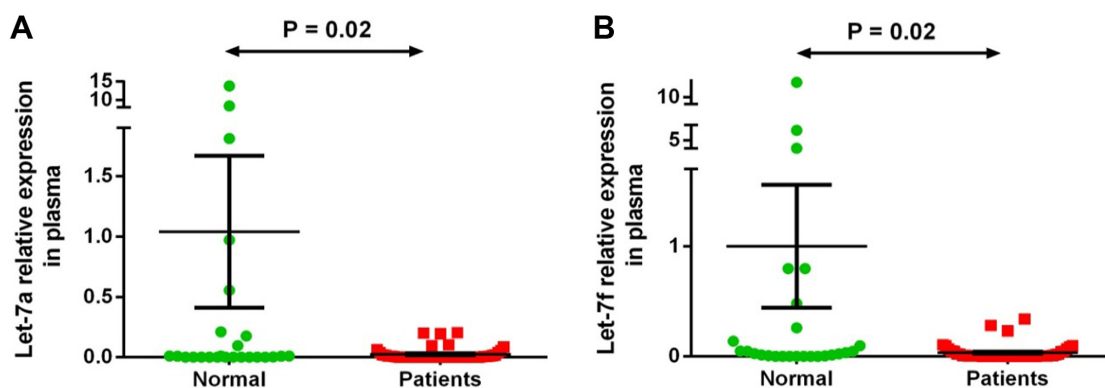 A
P = 0.02
Let-7a relative expression
in plasma
15
10
1.5
1.0
0.5
0.0
Normal
Patients
B
P = 0.02
Let-7f relative expression
in plasma
10
5
1
0
Normal
Patients